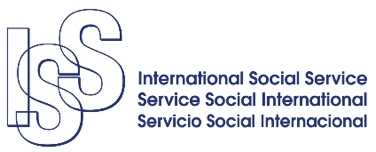 ISS
International Social Service
Service Social International
Servicio Social Internacional